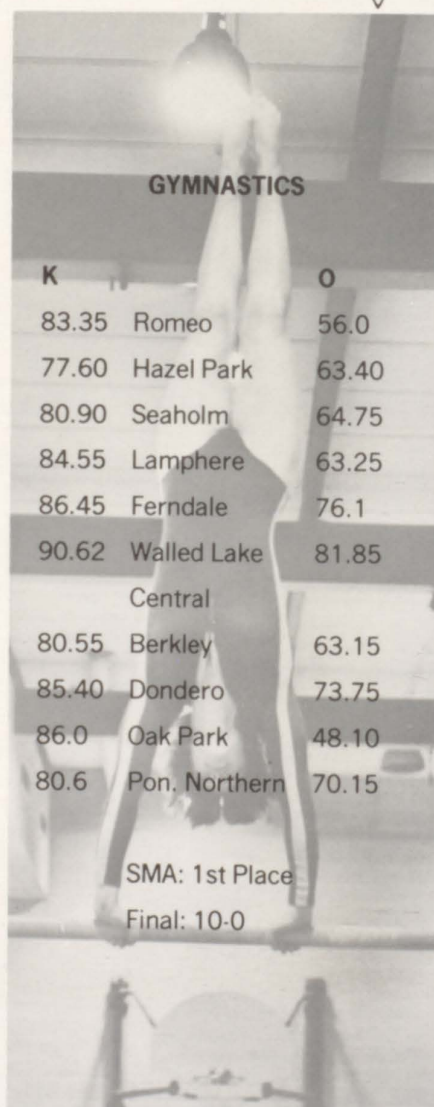 GYMNASTICS
K O
83.35 Romeo 56.0
77.60 Hazel Park 63.40
80.90 Seaholm 64.75
84.55 Lamphere 63.25
86.45 Ferndale 76.1
90.62 Walled Lake 81.85
Central
80.55 Berkley 63.15
85.40 Dondero 73.75
86.0 Oak Park 48.10
80.6 Pon. Northern 70.15
SMA: 1st Place
Final: 10-0